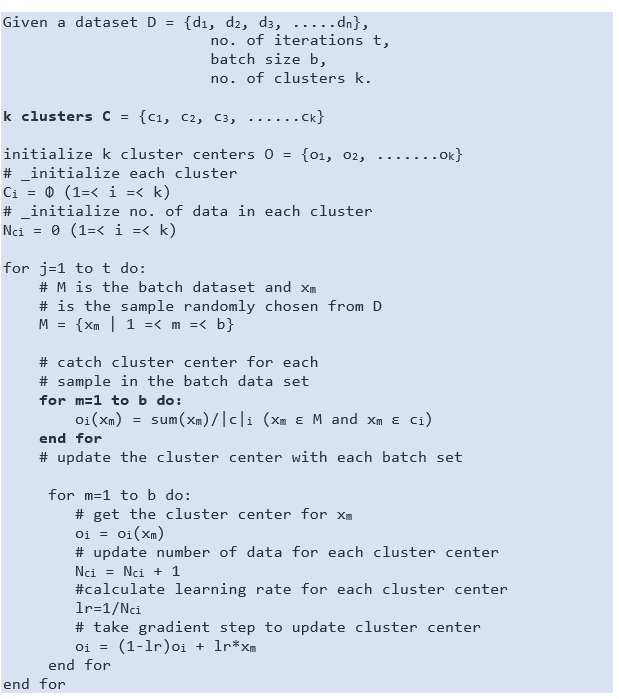 Given a dataset D = {d₁, d₂, d₃, .....dₙ},
no. of iterations t,
batch size b,
no. of clusters k.
k clusters C = {c₁, c₂, c₃, ......cₖ}
initialize k cluster centers O = {o₁, o₂, .......oₖ}
# _initialize each cluster
Cᵢ = Φ (1=< i =< k)
# _initialize no. of data in each cluster
N꜀ᵢ = 0 (1=< i =< k)
for j=1 to t do:
# M is the batch dataset and xₘ
# is the sample randomly chosen from D
M = {xₘ | 1 =< m =< b}
# catch cluster center for each
# sample in the batch data set
for m=1 to b do:
oᵢ(xₘ) = sum(xₘ)/|c|ᵢ (xₘ ε M and xₘ ε cᵢ)
end for
# update the cluster center with each batch set
for m=1 to b do:
# get the cluster center for xₘ
oᵢ = oᵢ(xₘ)
# update number of data for each cluster center
N꜀ᵢ = N꜀ᵢ + 1
#calculate learning rate for each cluster center
lr=1/N꜀ᵢ
# take gradient step to update cluster center
oᵢ = (1-lr)oᵢ + lr*xₘ
end for
end for